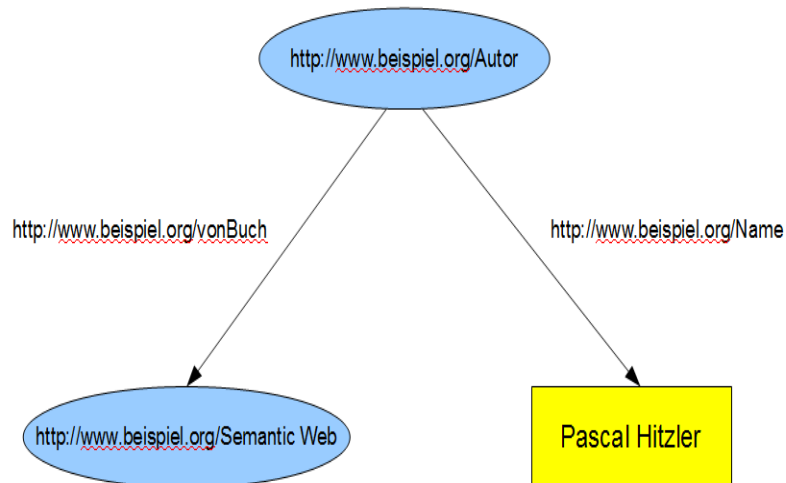 http://www.beispiel.org/Autor
http://www.beispiel.org/vonBuch
http://www.beispiel.org/Name
http://www.beispiel.org/Semantic Web
Pascal Hitzler